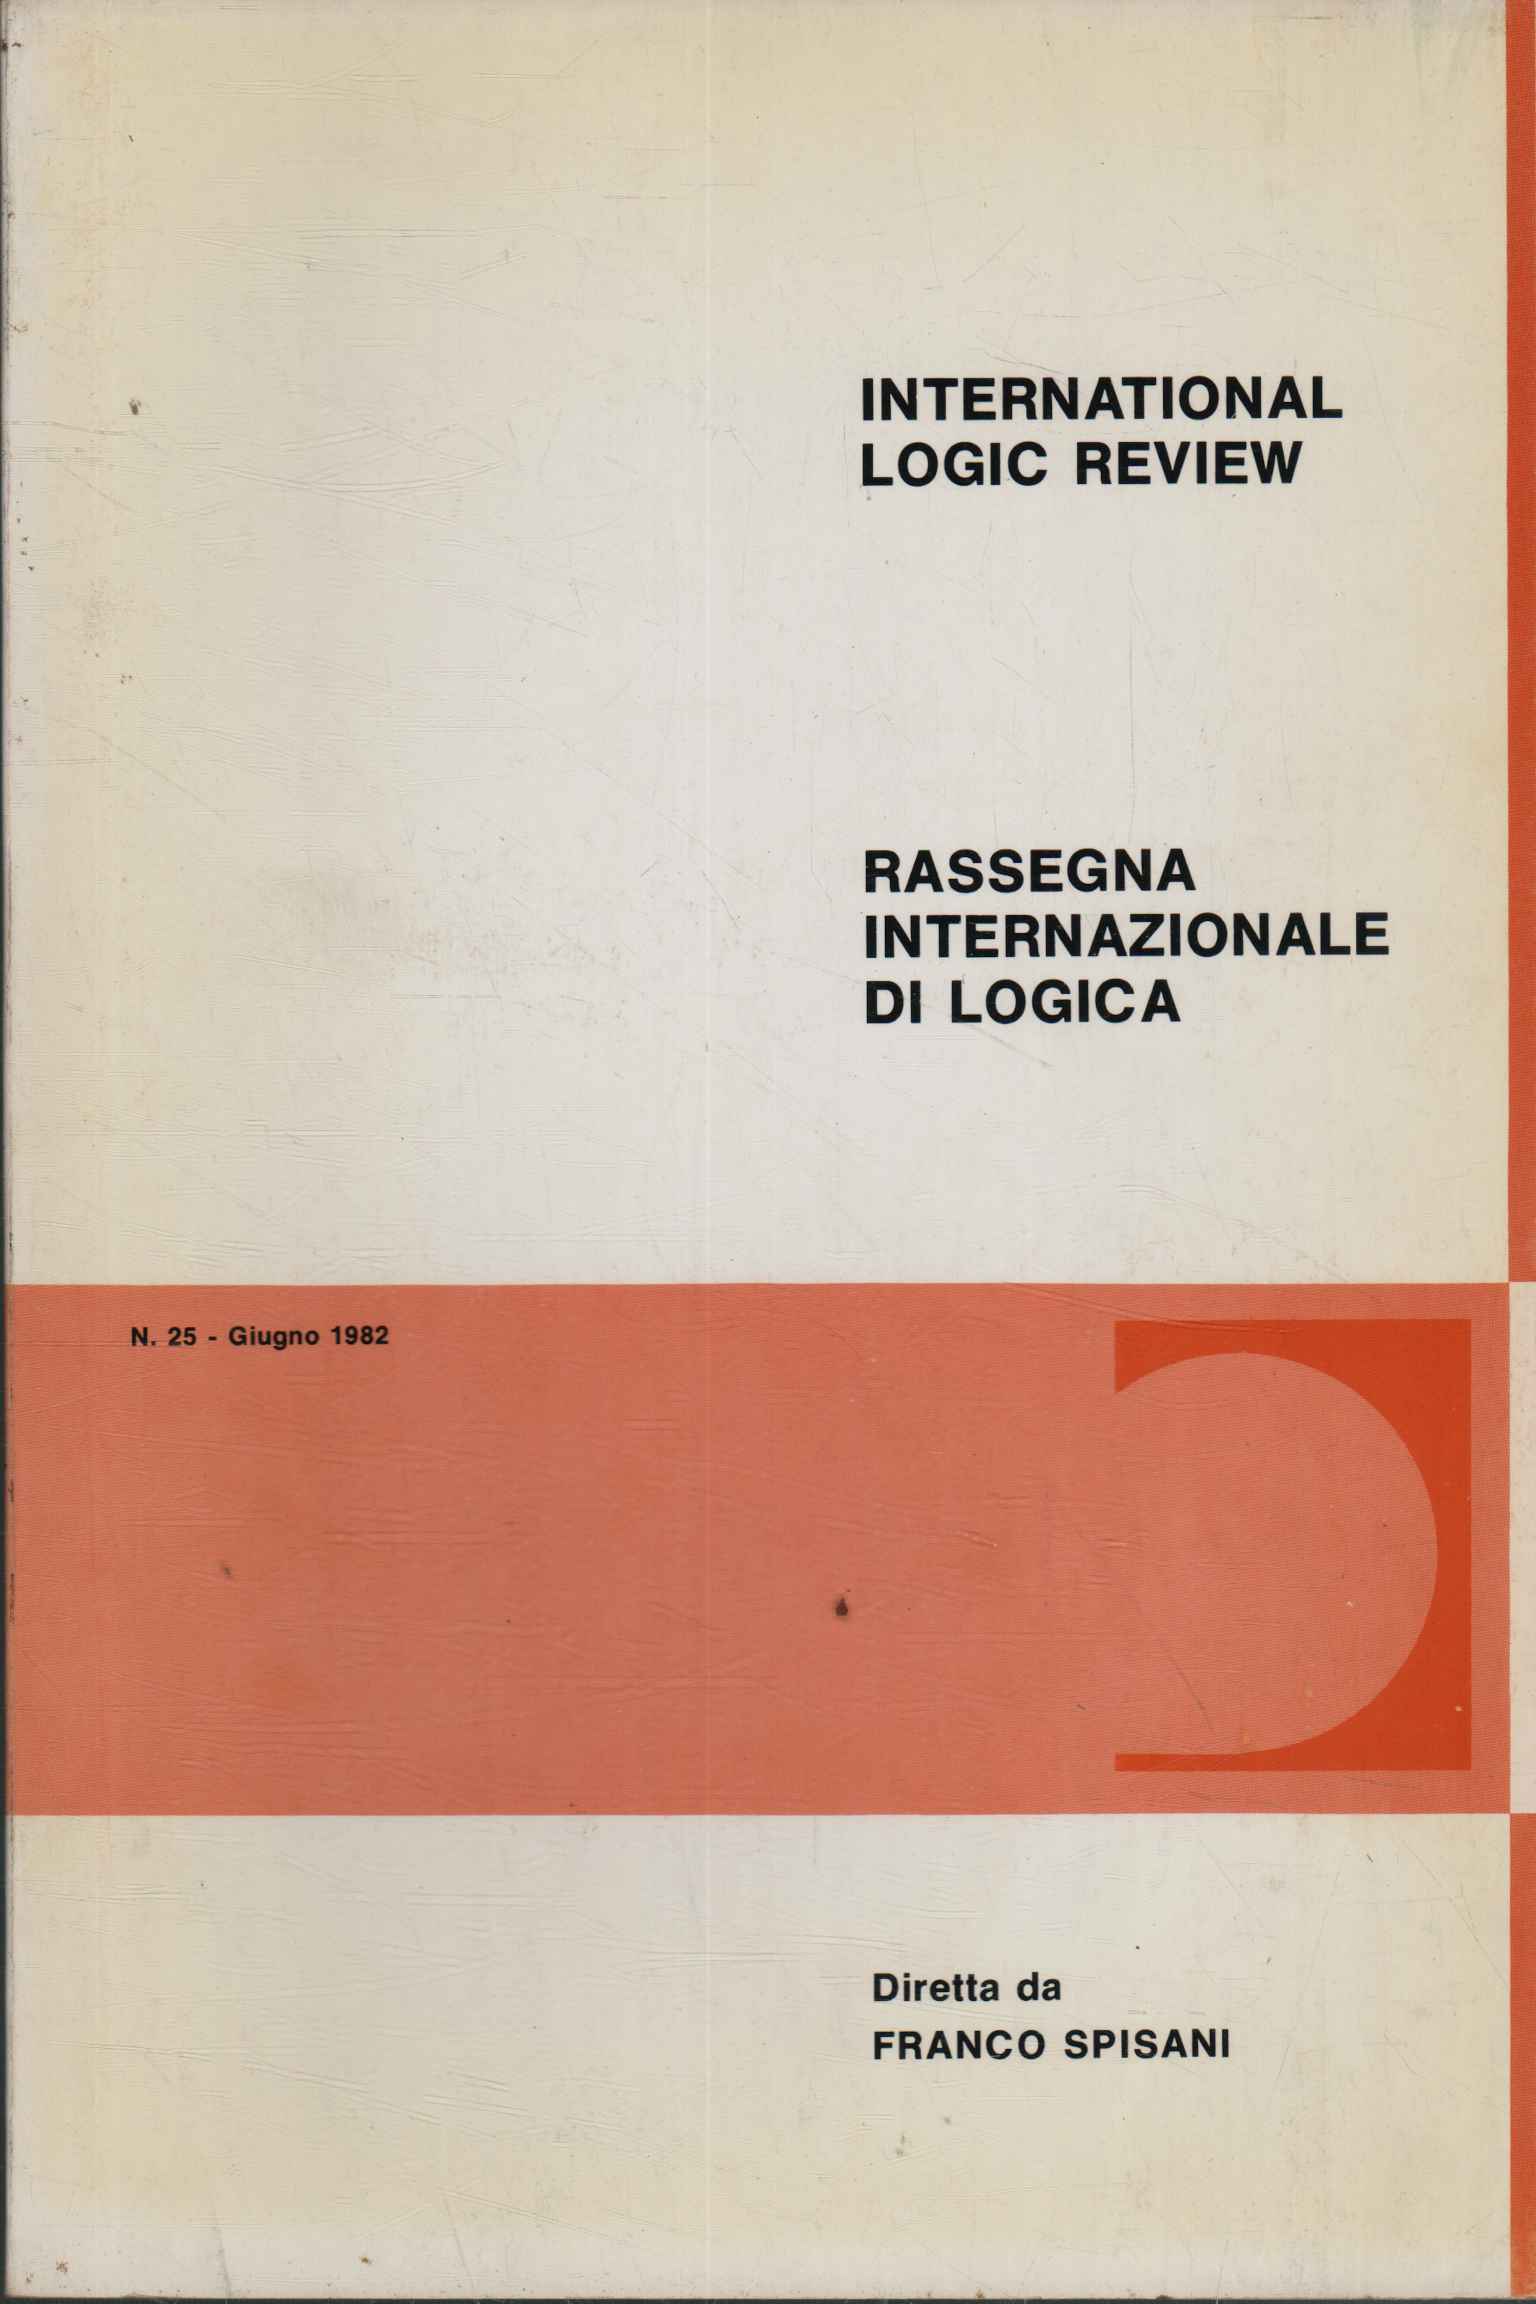 INTERNATIONAL
LOGIC REVIEW
RASSEGNA
INTERNAZIONALE
DI LOGICA
N. 25 - Giugno 1982
Diretta da
FRANCO SPISANI